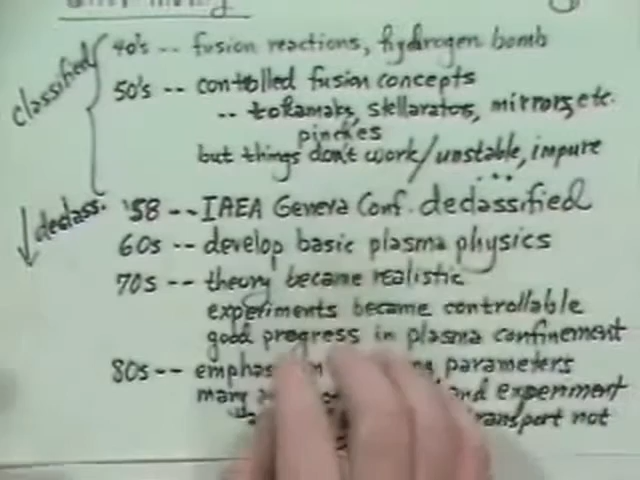 classified
40's -- fusion reactions, hydrogen bomb
50's -- controlled fusion concepts
-- tokamaks, stellarators, mirrors, etc.
pinches
but things don't work/unstable, impure
...
declass. '58 -- IAEA Geneva Conf. declassified
60s -- develop basic plasma physics
70s -- theory became realistic
experiments became controllable
good progress in plasma confinement
80s -- parameters
and experiment
transport not